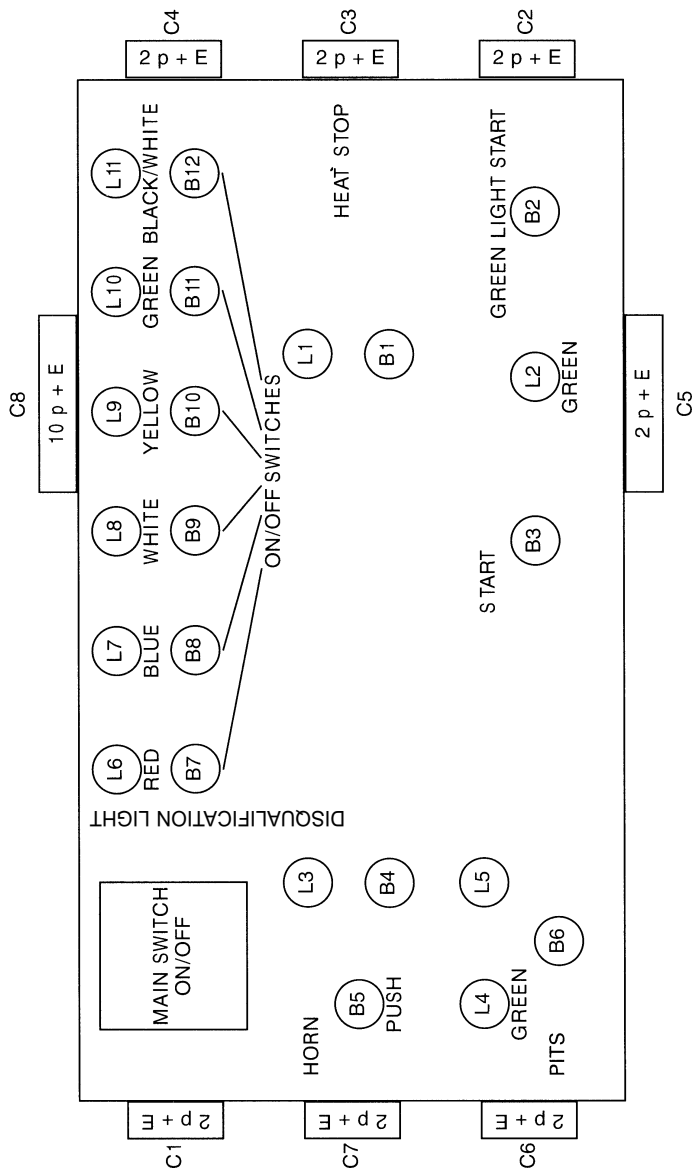 C4
C3
C2
2 p + E
2 p + E
2 p + E
L11
BLACK/WHITE
B12
HEAT STOP
GREEN LIGHT START
B2
L10
GREEN
B11
L1
B1
L2
GREEN
C8
10 p + E
L9
YELLOW
B10
ON/OFF SWITCHES
2 p + E
C5
L8
WHITE
B9
START
B3
L7
BLUE
B8
L6
RED
B7
DISQUALIFICATION LIGHT
MAIN SWITCH
ON/OFF
L3
B4
L5
B6
HORN
B5
PUSH
L4
GREEN
PITS
2 p + E
2 p + E
2 p + E
C1
C7
C6